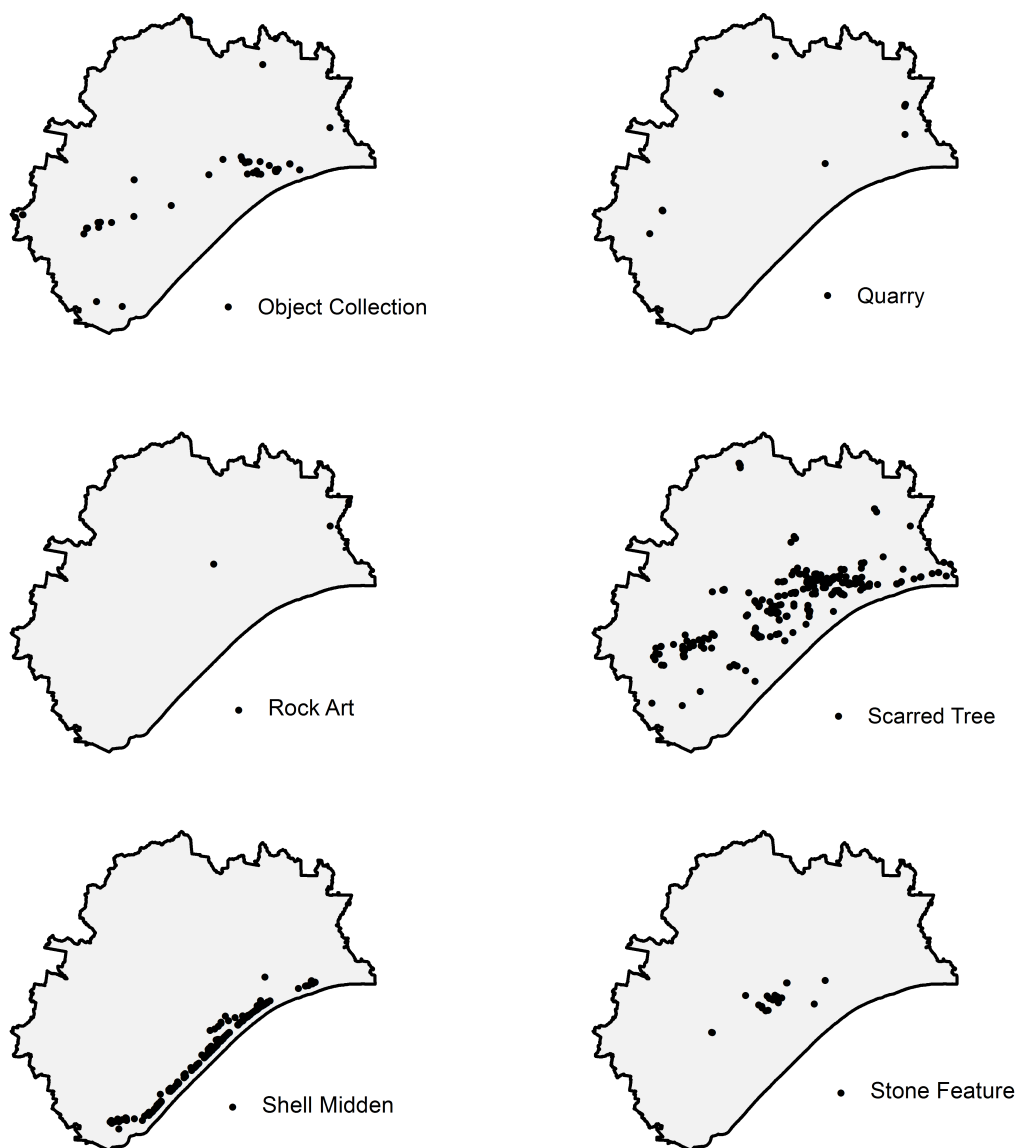 Object Collection
Quarry
Rock Art
Scarred Tree
Shell Midden
Stone Feature